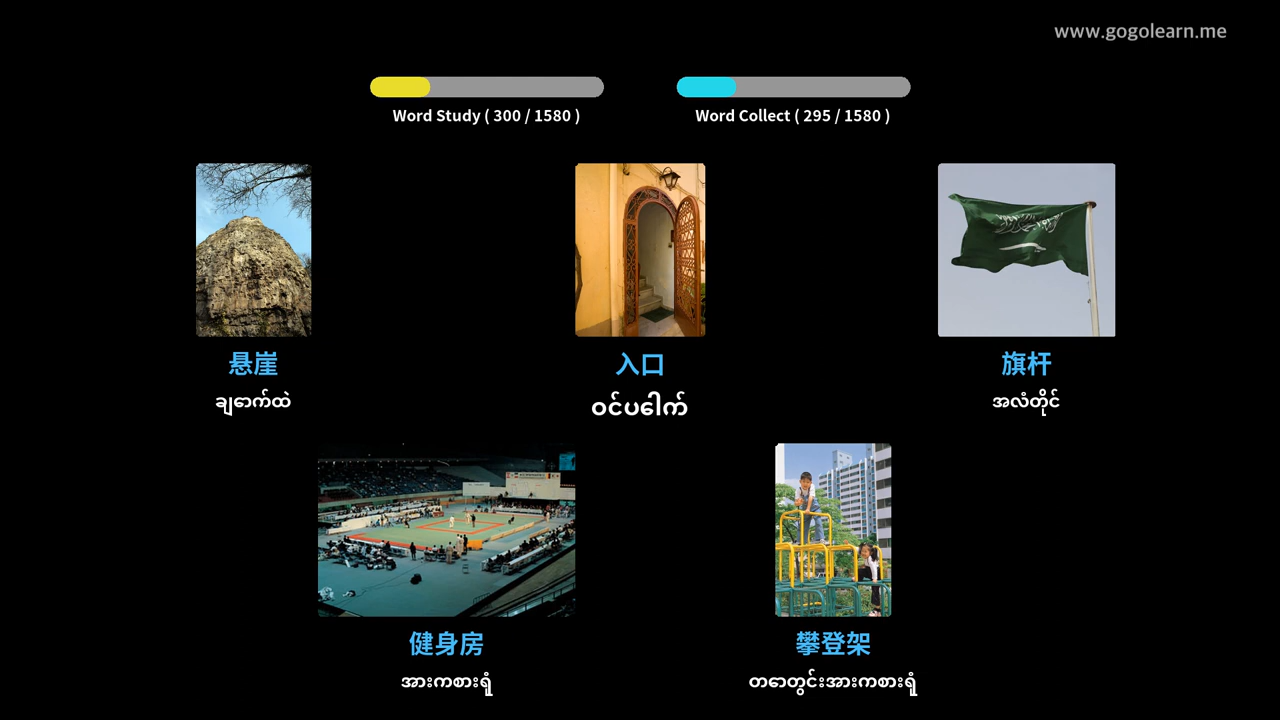 www.gogolearn.me
Word Study ( 300 / 1580 )
Word Collect ( 295 / 1580 )
悬崖
入口
旗杆
ချောက်ထဲ
ဝင်ပေါက်
အလံတိုင်
健身房
攀登架
အားကစားရုံ
တောတွင်းအားကစားရုံ